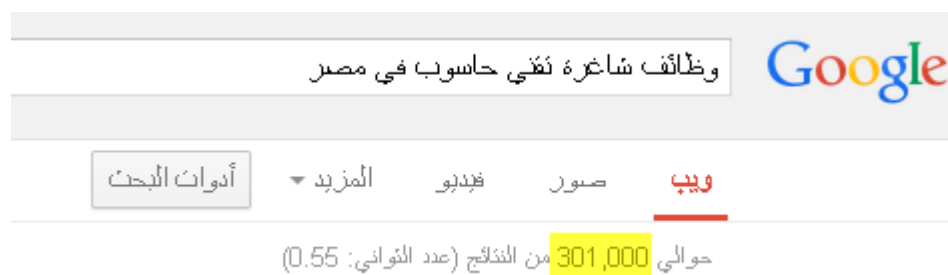 Google
وظائف شاغرة تقني حاسوب في مصر
ويب صور فيديو المزيد أدوات البحث
حوالي 301,000 من النتائج (عدد الثواني: 0.55)